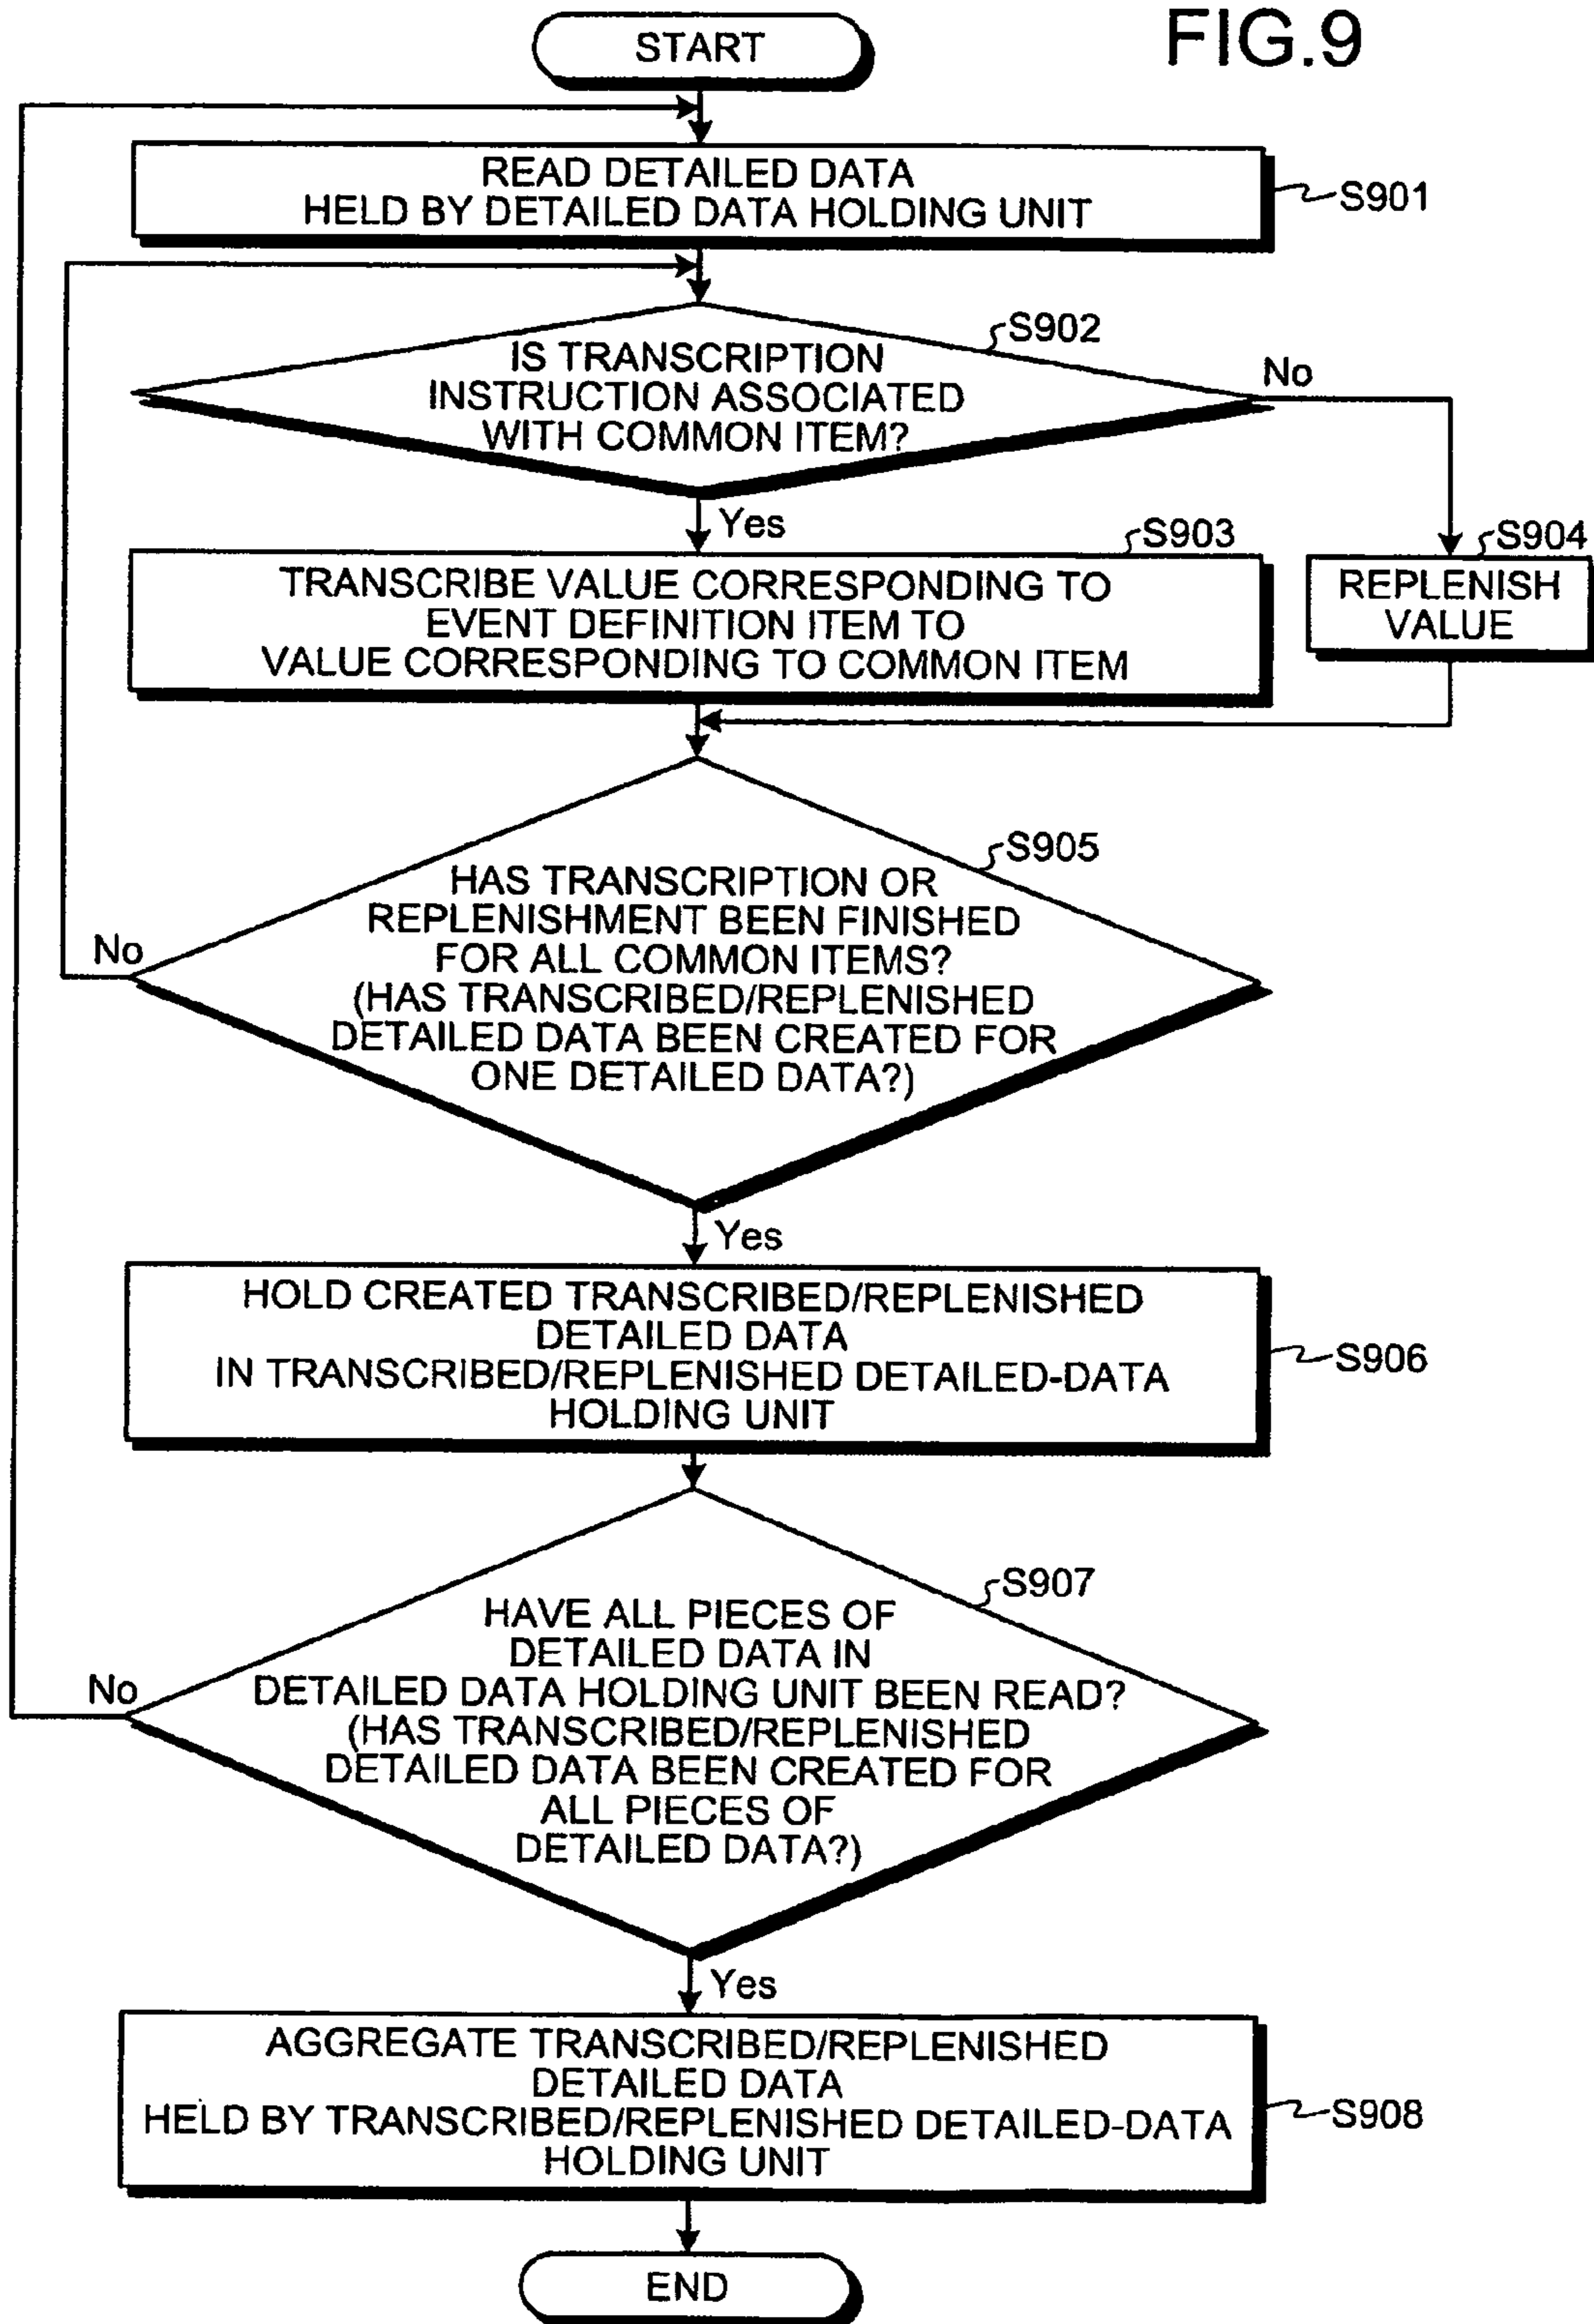 FIG.9
START
READ DETAILED DATA
HELD BY DETAILED DATA HOLDING UNIT
S901
S902
IS TRANSCRIPTION
INSTRUCTION ASSOCIATED
WITH COMMON ITEM?
No
Yes
S903
TRANSCRIBE VALUE CORRESPONDING TO
EVENT DEFINITION ITEM TO
VALUE CORRESPONDING TO COMMON ITEM
S904
REPLENISH
VALUE
S905
HAS TRANSCRIPTION OR
REPLENISHMENT BEEN FINISHED
FOR ALL COMMON ITEMS?
(HAS TRANSCRIBED/REPLENISHED
DETAILED DATA BEEN CREATED FOR
ONE DETAILED DATA?)
No
Yes
HOLD CREATED TRANSCRIBED/REPLENISHED
DETAILED DATA
IN TRANSCRIBED/REPLENISHED DETAILED-DATA
HOLDING UNIT
S906
S907
HAVE ALL PIECES OF
DETAILED DATA IN
DETAILED DATA HOLDING UNIT BEEN READ?
(HAS TRANSCRIBED/REPLENISHED
DETAILED DATA BEEN CREATED FOR
ALL PIECES OF
DETAILED DATA?)
No
Yes
AGGREGATE TRANSCRIBED/REPLENISHED
DETAILED DATA
HELD BY TRANSCRIBED/REPLENISHED DETAILED-DATA
HOLDING UNIT
S908
END